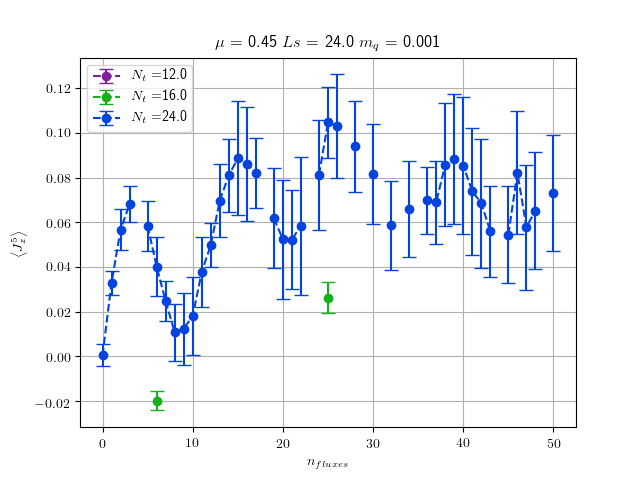 μ = 0.45 Ls = 24.0 m_q = 0.001
N_t =12.0
N_t =16.0
N_t =24.0
0.12
0.10
0.08
0.06
0.04
0.02
0.00
−0.02
⟨J_z^5⟩
0 10 20 30 40 50
n_fluxes